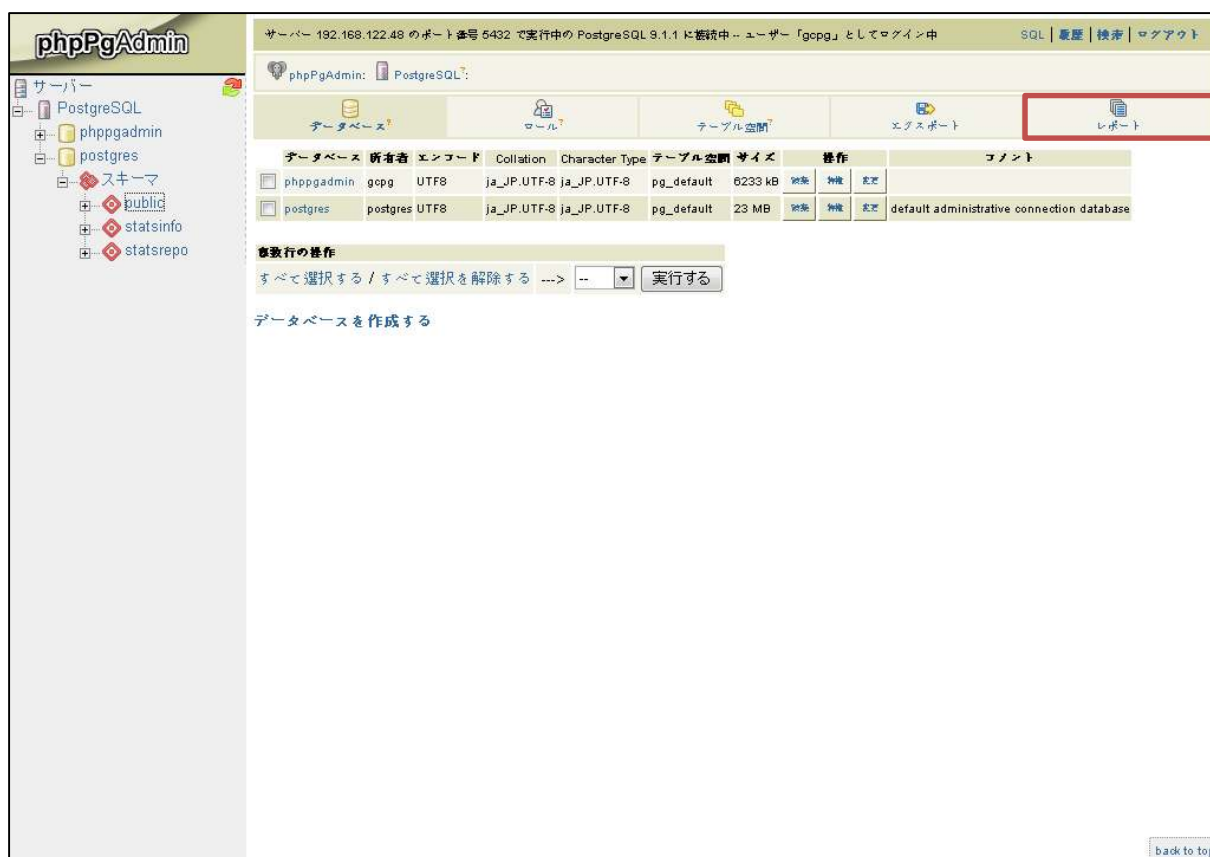 phpPgAdmin
サーバー
PostgreSQL
phppgadmin
postgres
スキーマ
public
statsinfo
statsrepo
サーバー 192.168.122.48 のポート番号 5432 で実行中の PostgreSQL 9.1.1 に接続中 -- ユーザー 「gcpg」としてログイン中
SQL | 履歴 | 検索 | ログアウト
phpPgAdmin: PostgreSQL?:
データベース? ロール? テーブル空間? エクスポート レポート
データベース 所有者 エンコード Collation Character Type テーブル空間 サイズ 操作 コメント
phppgadmin gcpg UTF8 ja_JP.UTF-8 ja_JP.UTF-8 pg_default 6233 kB 破棄 特権 変更
postgres postgres UTF8 ja_JP.UTF-8 ja_JP.UTF-8 pg_default 23 MB 破棄 特権 変更 default administrative connection database
複数行の操作
すべて選択する / すべて選択を解除する ---> -- 実行する
データベースを作成する
back to top